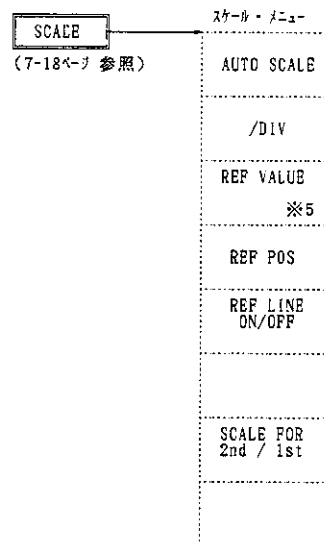 SCALE
(7-18ページ 参照)
スケール・メニュー
AUTO SCALE
/DIV
REF VALUE
※5
REF POS
REF LINE
ON/OFF
SCALE FOR
2nd / 1st